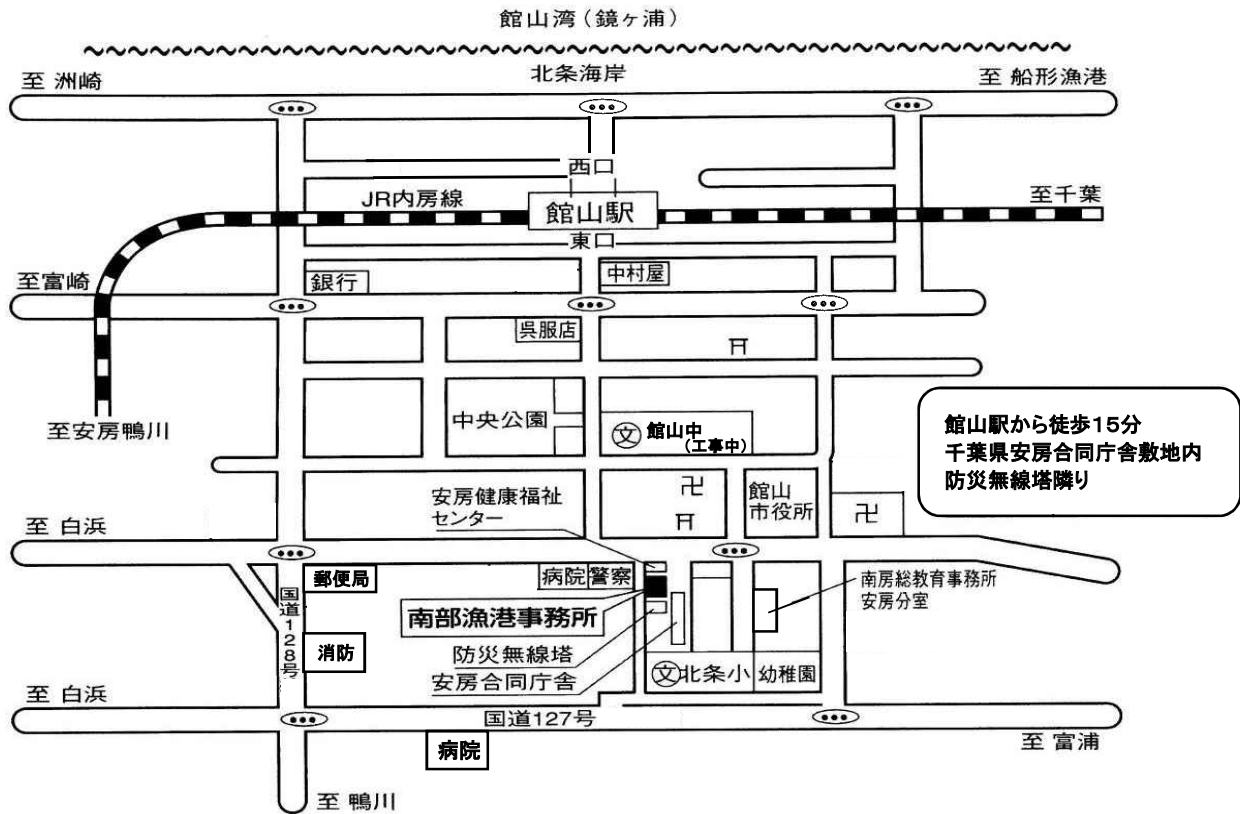 館山湾（鏡ヶ浦）
北条海岸
至 洲崎
至 船形漁港
西口
JR内房線
館山駅
至千葉
東口
至富崎
銀行
中村屋
呉服店
中央公園
文 館山中
（工事中）
至安房鴨川
館山駅から徒歩15分
千葉県安房合同庁舎敷地内
防災無線塔隣り
安房健康福祉
センター
館山
市役所
至 白浜
郵便局
病院
警察
南房総教育事務所
安房分室
国道128号
南部漁港事務所
消防
防災無線塔
安房合同庁舎
文 北条小
幼稚園
至 白浜
国道127号
病院
至 富浦
至 鴨川